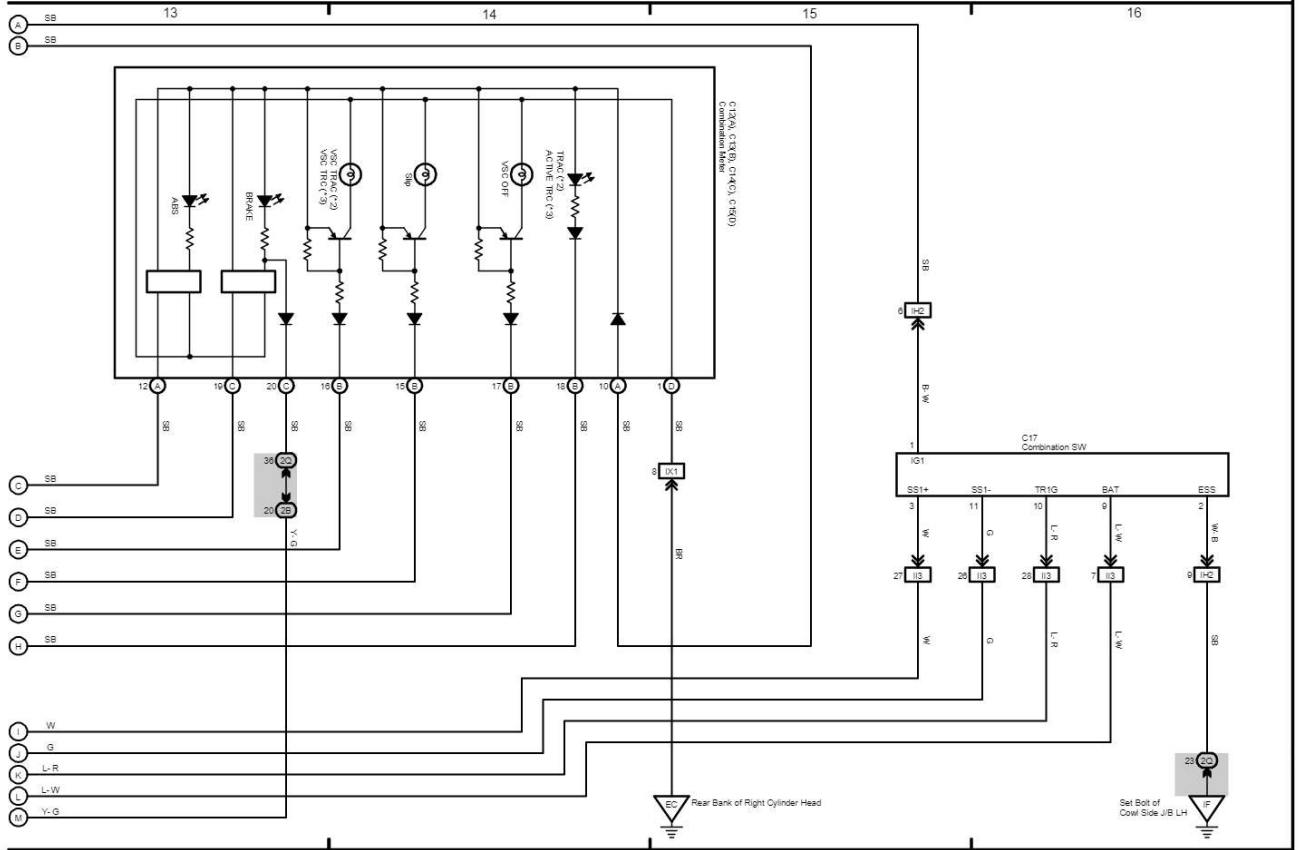 13
14
15
16
A
SB
B
SB
C12(A), C13(B), C14(C), C15(D)
Combination Meter
ABS
BRAKE
VSC TRAC (*2)
VSC TRC (*3)
Slip
VSC OFF
TRAC (*2)
ACTIVE TRC (*3)
SB
6 IH2
B-W
12 A
19 C
20 C
16 B
15 B
17 B
18 B
10 A
1 D
SB
SB
SB
SB
SB
SB
SB
SB
SB
C17
Combination SW
1
IG1
SS1+
SS1-
TR1G
BAT
ESS
3
11
10
9
2
36 2Q
20 2B
Y-G
8 IX1
BR
W
G
L-R
L-W
W-B
27 II3
26 II3
28 II3
7 II3
9 IH2
W
G
L-R
L-W
SB
C
SB
D
SB
E
SB
F
SB
G
SB
H
SB
I
W
J
G
K
L-R
L
L-W
M
Y-G
EC
Rear Bank of Right Cylinder Head
23 2Q
Set Bolt of
Cowl Side J/B LH
IF